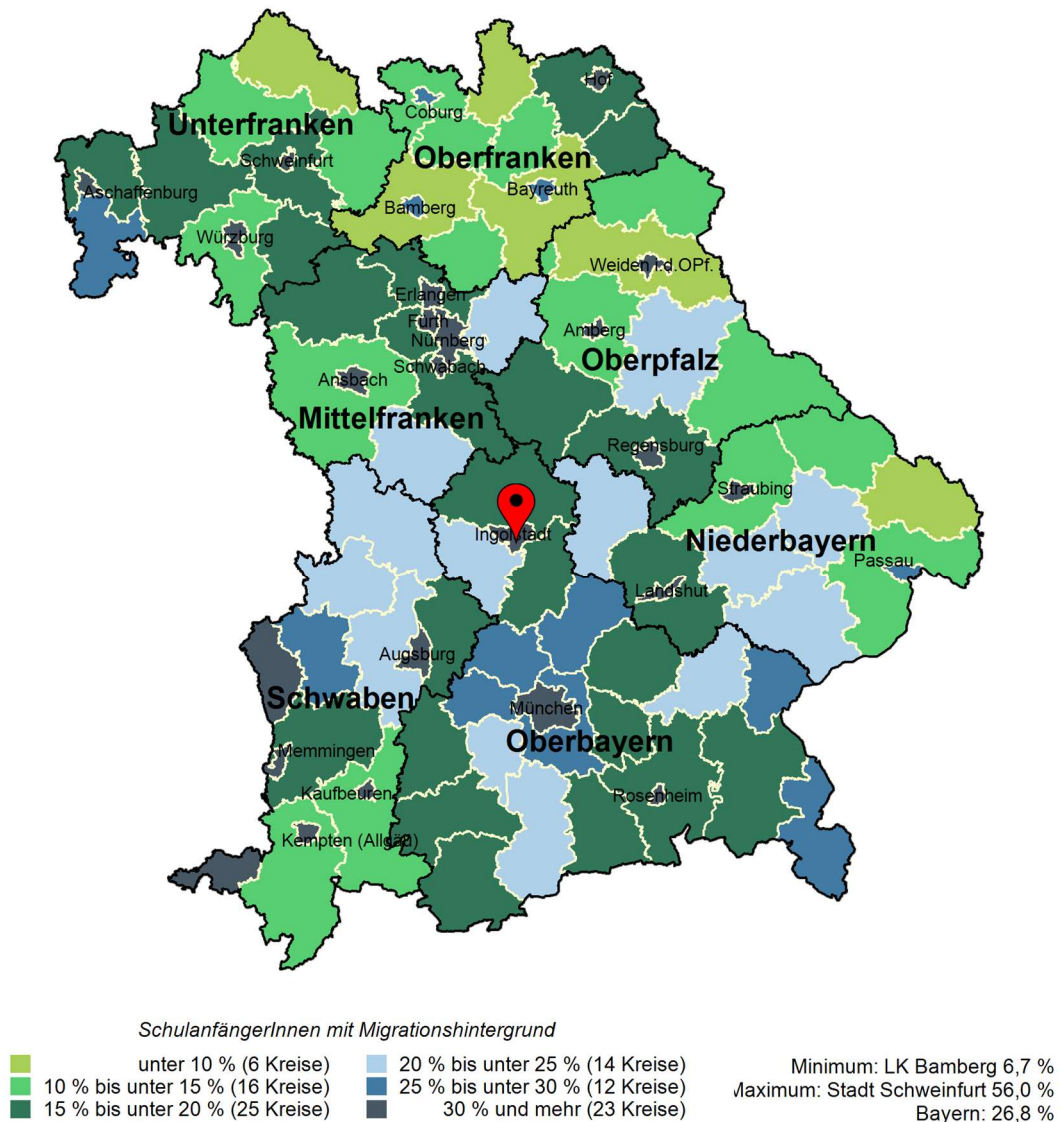 Hof
Coburg
Unterfranken
Schweinfurt
Oberfranken
Aschaffenburg
Bayreuth
Bamberg
Würzburg
Weiden i.d.OPf.
Erlangen
Fürth
Nürnberg
Amberg
Oberpfalz
Schwabach
Ansbach
Mittelfranken
Regensburg
Straubing
Ingolstadt
Niederbayern
Passau
Landshut
Augsburg
Schwaben
München
Oberbayern
Memmingen
Kaufbeuren
Rosenheim
Kempten (Allgäu)
SchulanfängerInnen mit Migrationshintergrund
unter 10 % (6 Kreise)
10 % bis unter 15 % (16 Kreise)
15 % bis unter 20 % (25 Kreise)
20 % bis unter 25 % (14 Kreise)
25 % bis unter 30 % (12 Kreise)
30 % und mehr (23 Kreise)
Minimum: LK Bamberg 6,7 %
Maximum: Stadt Schweinfurt 56,0 %
Bayern: 26,8 %